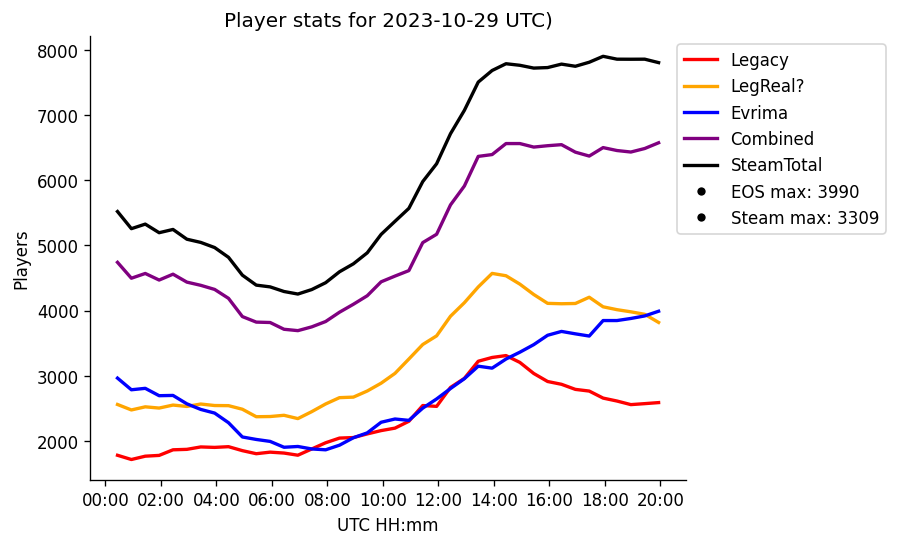 Player stats for 2023-10-29 UTC)
8000
7000
6000
5000
4000
3000
2000
Players
00:00 02:00 04:00 06:00 08:00 10:00 12:00 14:00 16:00 18:00 20:00
UTC HH:mm
Legacy
LegReal?
Evrima
Combined
SteamTotal
EOS max: 3990
Steam max: 3309